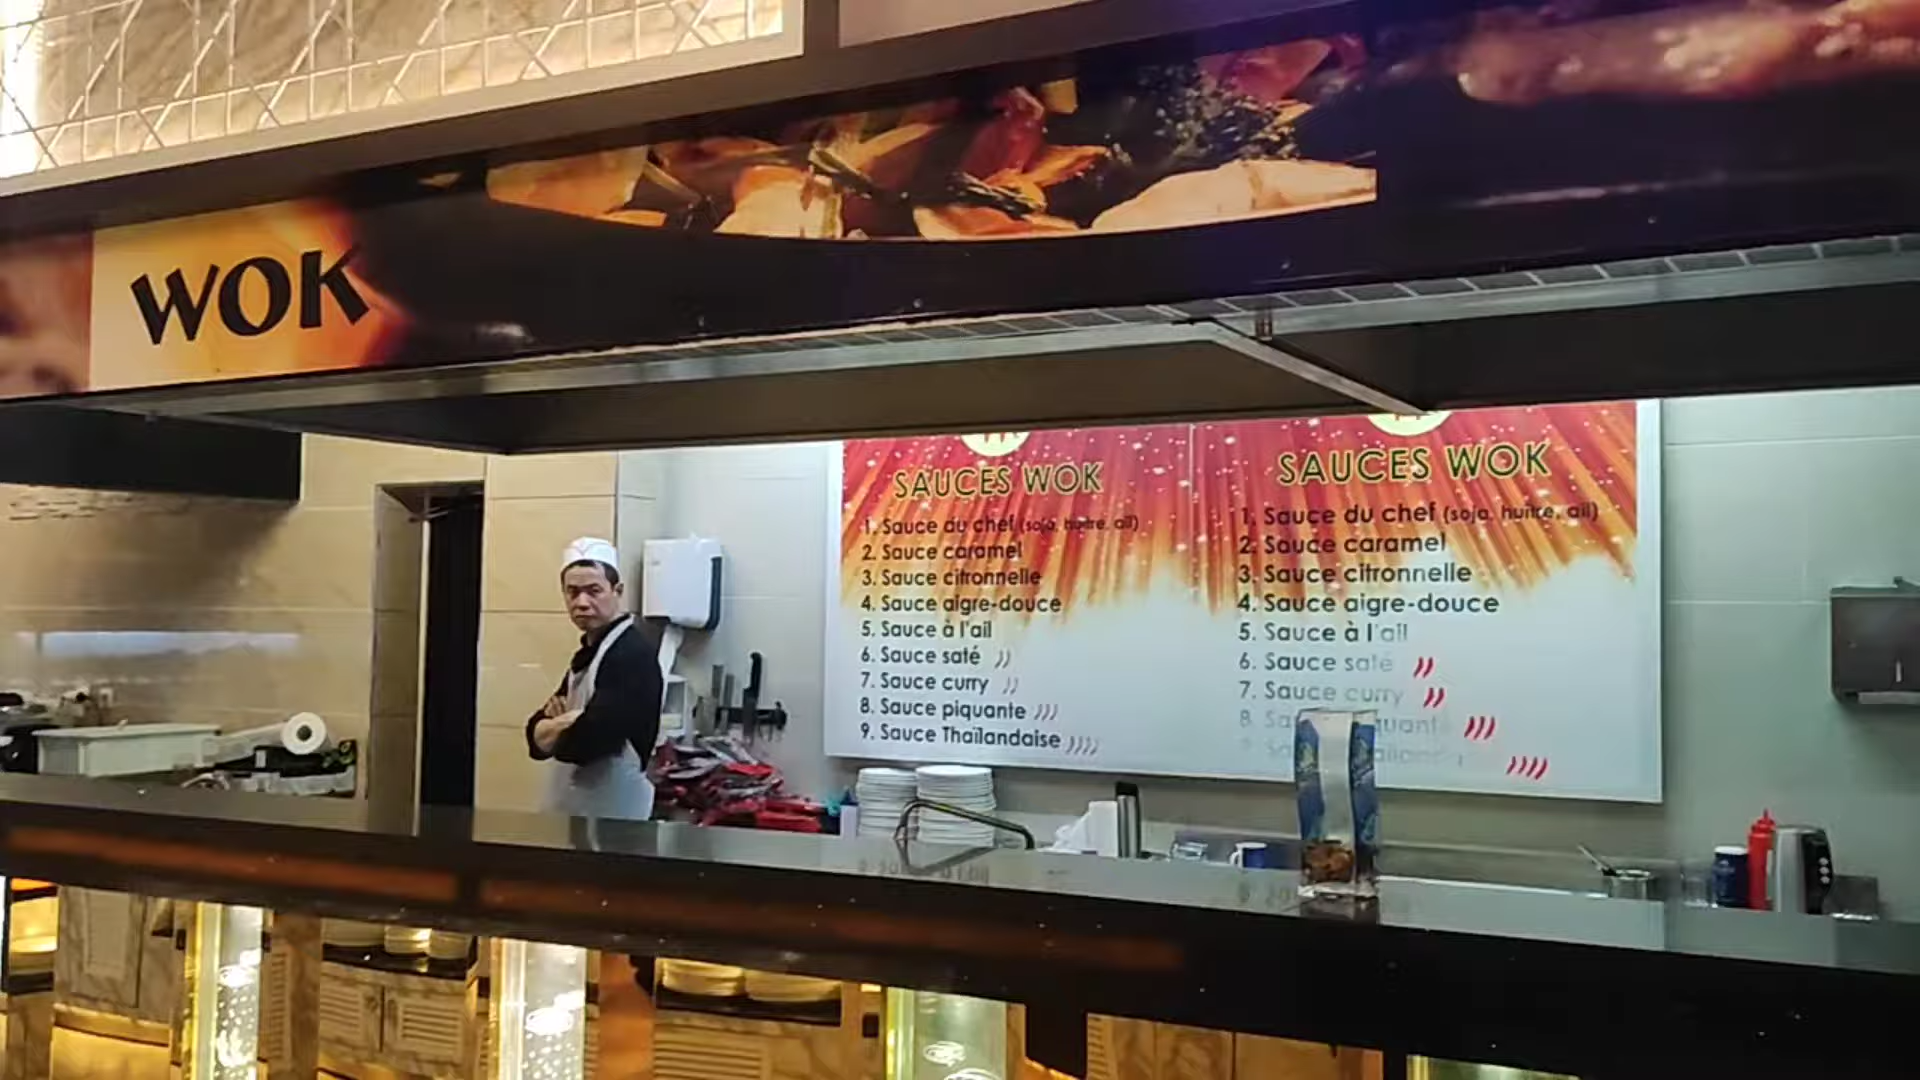 WOK
SAUCES WOK
1. Sauce du chef (soja, huître, ail)
2. Sauce caramel
3. Sauce citronnelle
4. Sauce aigre-douce
5. Sauce à l'ail
6. Sauce saté
7. Sauce curry
8. Sauce piquante
9. Sauce Thaïlandaise
SAUCES WOK
1. Sauce du chef (soja, huître, ail)
2. Sauce caramel
3. Sauce citronnelle
4. Sauce aigre-douce
5. Sauce à l'ail
6. Sauce saté
7. Sauce curry
8.